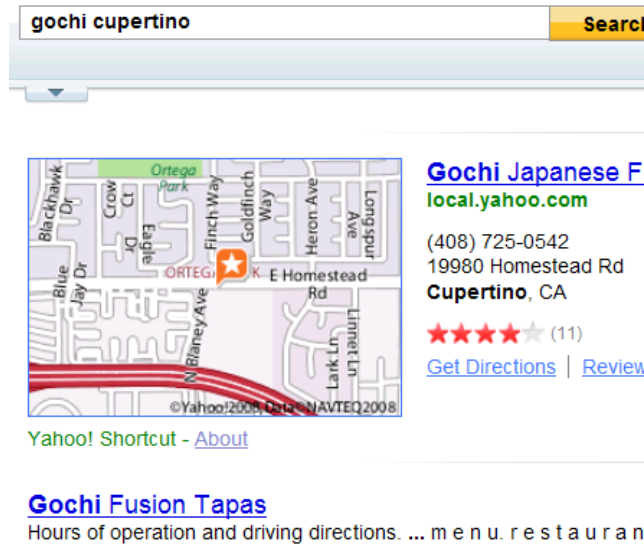 gochi cupertino
Search
Ortega
Park
Blackhawk
Dr
Crow
Ct
Eagle
Dr
Finch Way
Goldfinch
Way
Heron Ave
Longspur
Ave
Blue
Jay Dr
ORTEGA
K
E Homestead
Rd
N Blaney Ave
Lark Ln
Linnet Ln
©Yahoo!2008, Data©NAVTEQ2008
Gochi Japanese F
local.yahoo.com
(408) 725-0542
19980 Homestead Rd
Cupertino, CA
(11)
Get Directions | Review
Yahoo! Shortcut - About
Gochi Fusion Tapas
Hours of operation and driving directions. ... m e n u. r e s t a u r a n